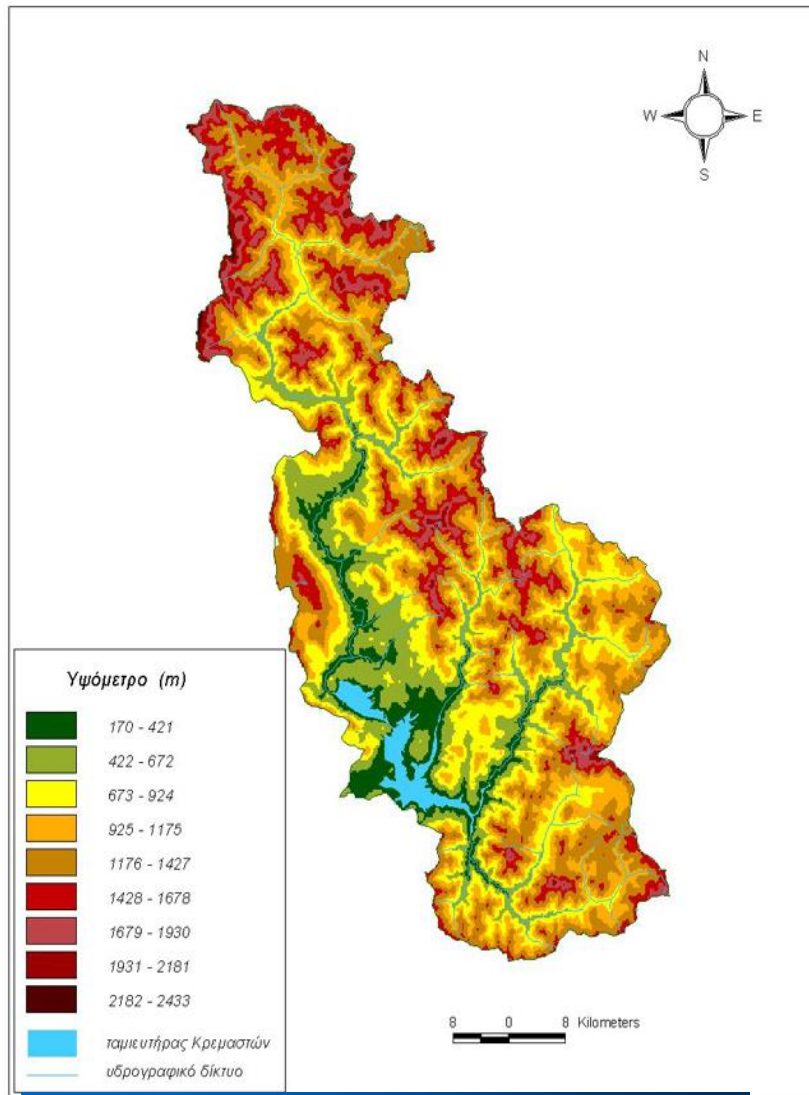 N
W E
S
Υψόμετρο (m)
170 - 421
422 - 672
673 - 924
925 - 1175
1176 - 1427
1428 - 1678
1679 - 1930
1931 - 2181
2182 - 2433
ταμιευτήρας Κρεμαστών
υδρογραφικό δίκτυο
8 0 8 Kilometers